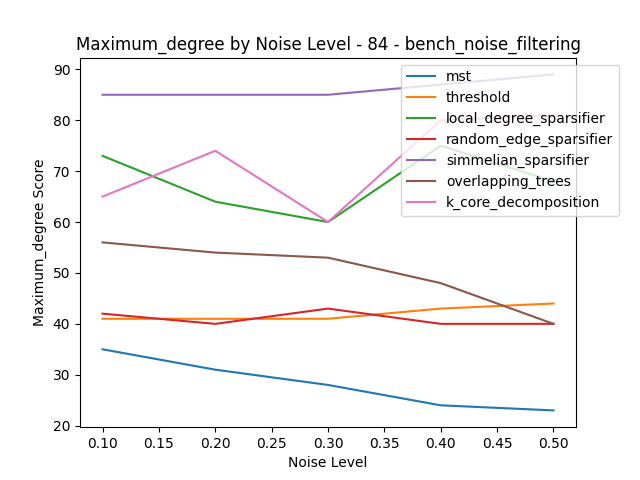 Maximum_degree by Noise Level - 84 - bench_noise_filtering
90
80
70
60
50
40
30
20
Maximum_degree Score
mst
threshold
local_degree_sparsifier
random_edge_sparsifier
simmelian_sparsifier
overlapping_trees
k_core_decomposition
0.10 0.15 0.20 0.25 0.30 0.35 0.40 0.45 0.50
Noise Level